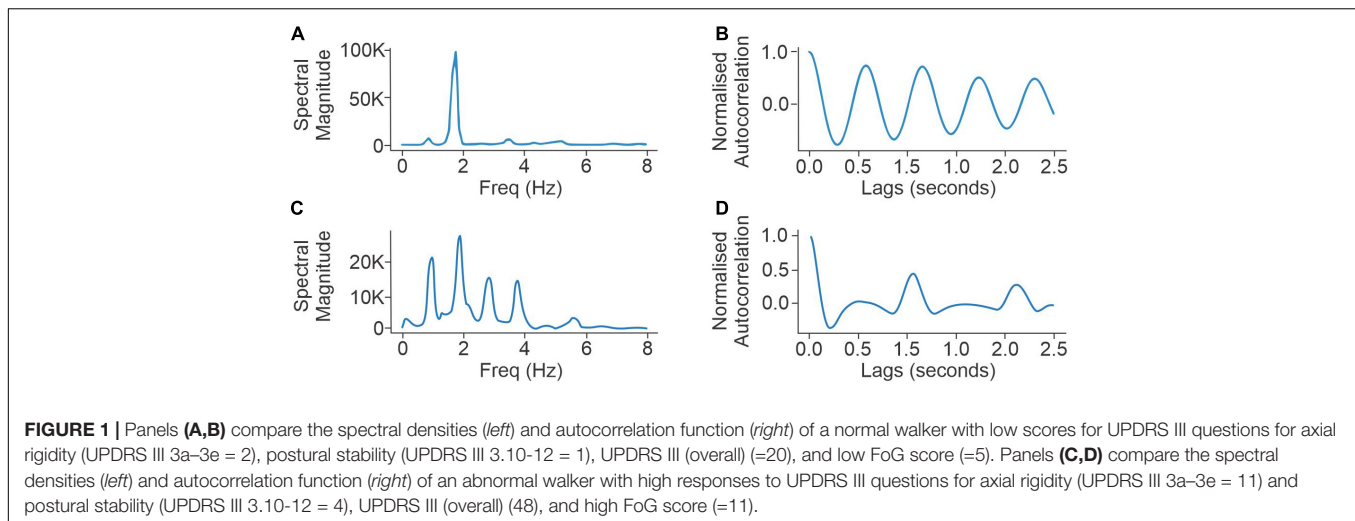 A
Spectral
Magnitude
100K
50K
0
0 2 4 6 8
Freq (Hz)
B
Normalised
Autocorrelation
1.0
0.0
0.0 0.5 1.5 1.0 2.0 2.5
Lags (seconds)
C
Spectral
Magnitude
20K
10K
0
0 2 4 6 8
Freq (Hz)
D
Normalised
Autocorrelation
1.0
0.5
0.0
0.0 0.5 1.5 1.0 2.0 2.5
Lags (seconds)
FIGURE 1 | Panels (A,B) compare the spectral densities (left) and autocorrelation function (right) of a normal walker with low scores for UPDRS III questions for axial
rigidity (UPDRS III 3a–3e = 2), postural stability (UPDRS III 3.10-12 = 1), UPDRS III (overall) (=20), and low FoG score (=5). Panels (C,D) compare the spectral
densities (left) and autocorrelation function (right) of an abnormal walker with high responses to UPDRS III questions for axial rigidity (UPDRS III 3a–3e = 11) and
postural stability (UPDRS III 3.10-12 = 4), UPDRS III (overall) (48), and high FoG score (=11).